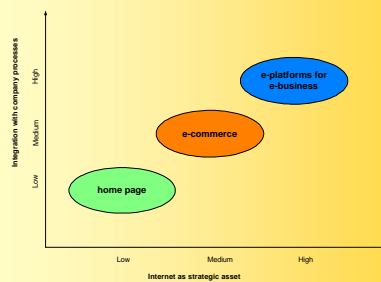 Integration with company processes
High
Medium
Low
e-platforms for
e-business
e-commerce
home page
Low
Medium
High
Internet as strategic asset